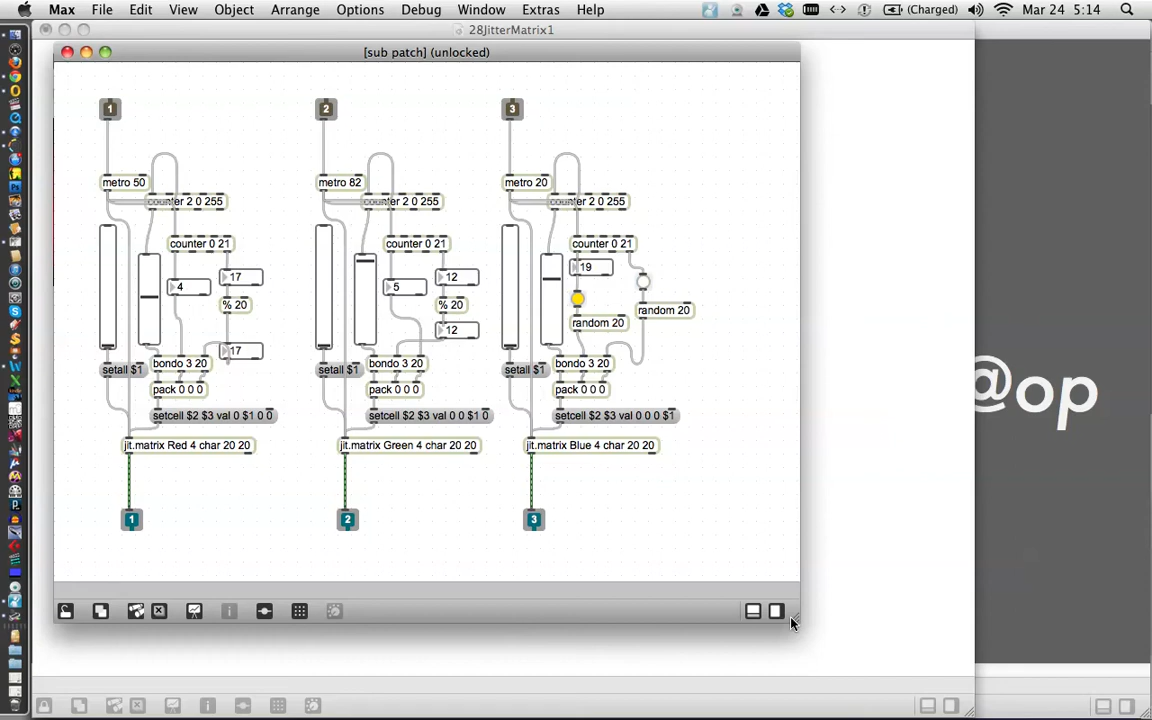 Max File Edit View Object Arrange Options Debug Window Extras Help (Charged) Mar 24 5:14
28JitterMatrix1
[sub patch] (unlocked)
1 2 3
metro 50 metro 82 metro 20
counter 2 0 255 counter 2 0 255 counter 2 0 255
counter 0 21 counter 0 21 counter 0 21
19
17 12
4 5
% 20 % 20 random 20
random 20
12
17
bondo 3 20 bondo 3 20 bondo 3 20
setall $1 setall $1 setall $1
pack 0 0 0 pack 0 0 0 pack 0 0 0
@op
setcell $2 $3 val 0 $1 0 0 setcell $2 $3 val 0 0 $1 0 setcell $2 $3 val 0 0 0 $1
jit.matrix Red 4 char 20 20 jit.matrix Green 4 char 20 20 jit.matrix Blue 4 char 20 20
1 2 3